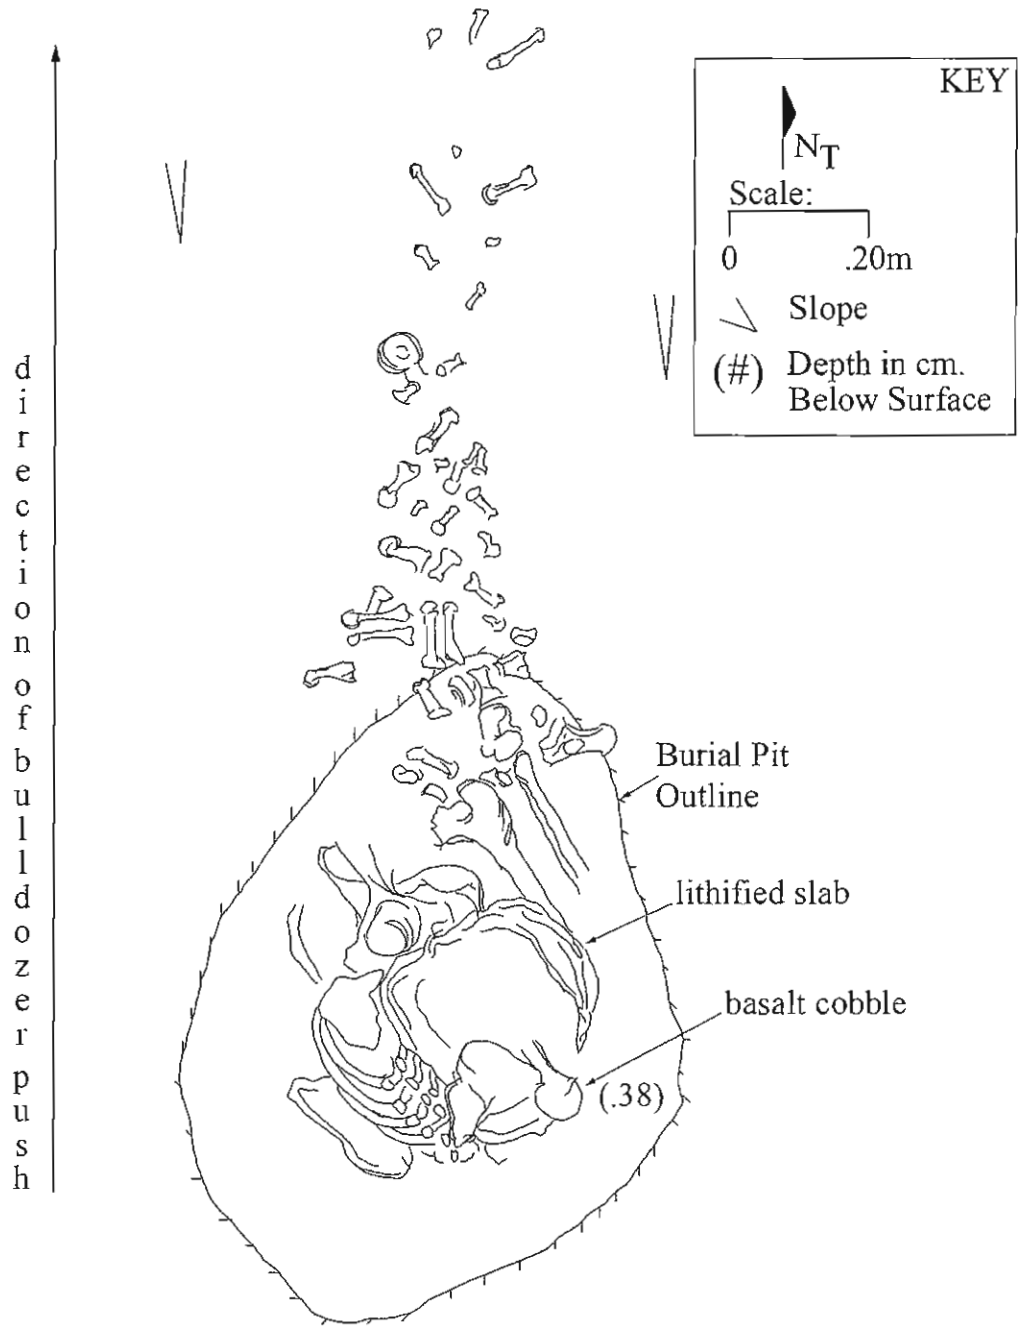 direction of bulldozer push
KEY
NT
Scale:
0 .20m
Slope
(#) Depth in cm.
Below Surface
Burial Pit
Outline
lithified slab
basalt cobble
(.38)